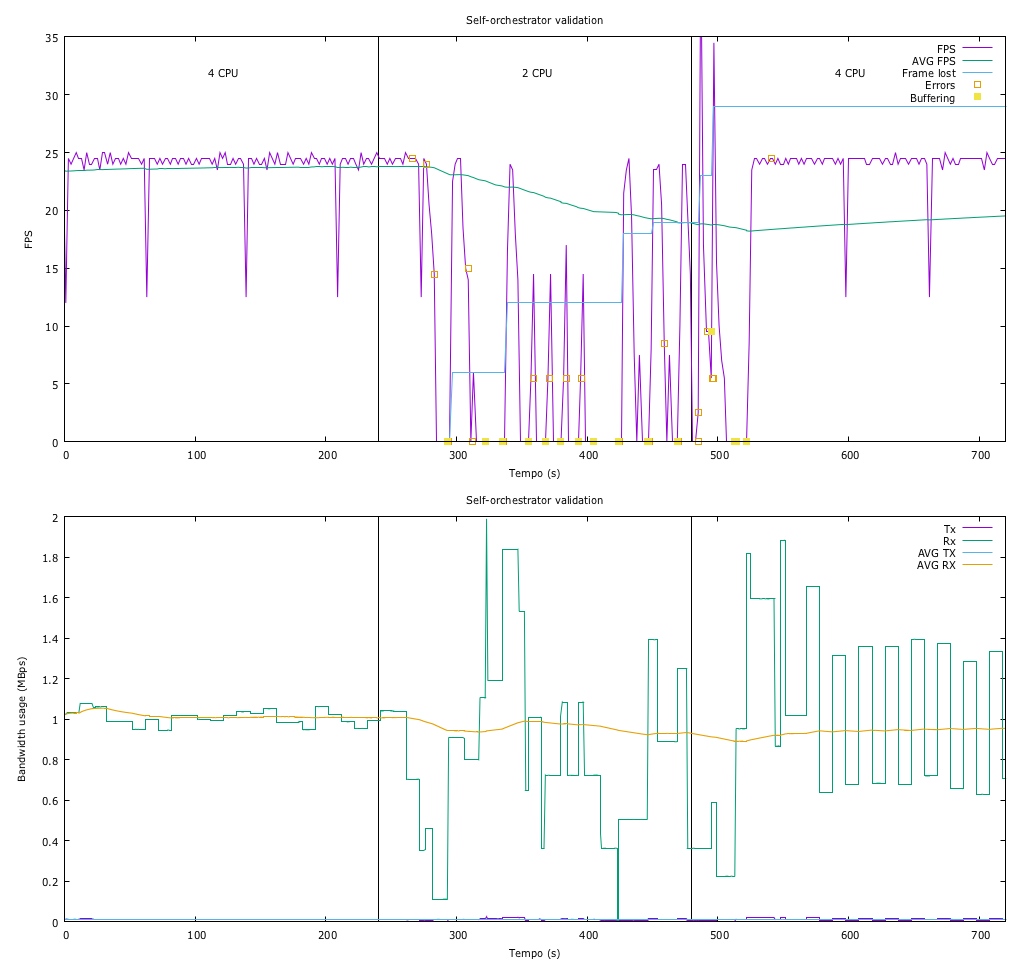 Self-orchestrator validation
35
30
25
20
15
10
5
0
FPS
4 CPU
2 CPU
4 CPU
FPS
AVG FPS
Frame lost
Errors
Buffering
0
100
200
300
400
500
600
700
Tempo (s)
Self-orchestrator validation
2
1.8
1.6
1.4
1.2
1
0.8
0.6
0.4
0.2
0
Bandwidth usage (MBps)
Tx
Rx
AVG TX
AVG RX
0
100
200
300
400
500
600
700
Tempo (s)